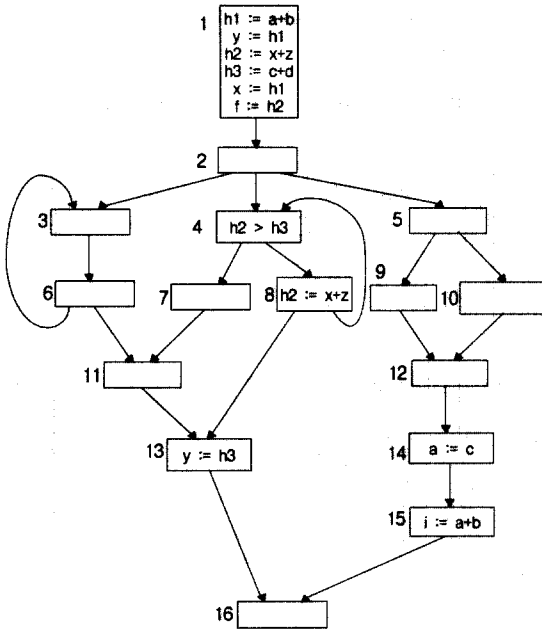 1
h1 := a+b
y := h1
h2 := x+z
h3 := c+d
x := h1
f := h2
2
3
4
h2 > h3
5
6
7
8
h2 := x+z
9
10
11
12
13
y := h3
14
a := c
15
i := a+b
16